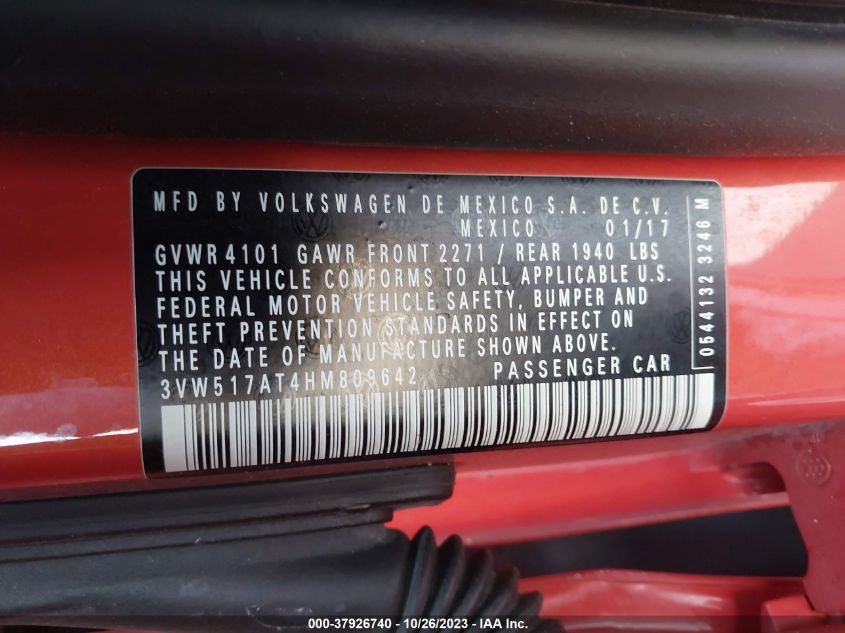 MFD BY VOLKSWAGEN DE MEXICO S.A. DE C.V.
MEXICO 01/17
GVWR 4101 GAWR FRONT 2271 / REAR 1940 LBS
THIS VEHICLE CONFORMS TO ALL APPLICABLE U.S.
FEDERAL MOTOR VEHICLE SAFETY, BUMPER AND
THEFT PREVENTION STANDARDS IN EFFECT ON
THE DATE OF MANUFACTURE SHOWN ABOVE.
3VW517AT4HM809642 PASSENGER CAR
0544132 3246 M
000-37926740 - 10/26/2023 - IAA Inc.